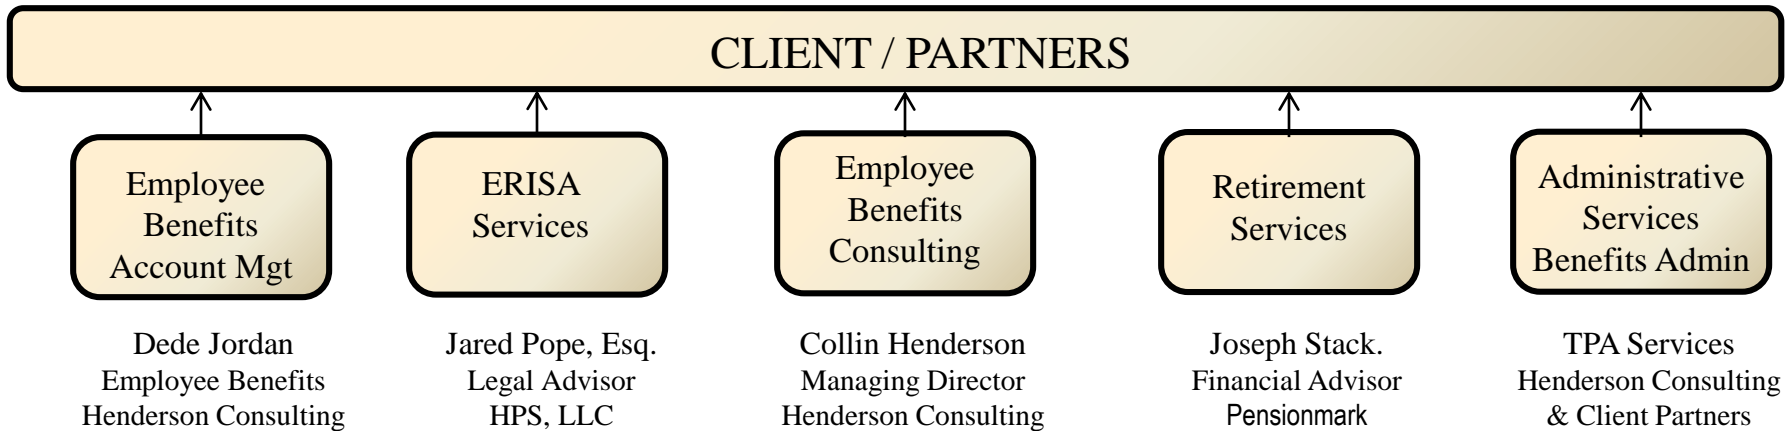 CLIENT / PARTNERS
Employee
Benefits
Account Mgt
ERISA
Services
Employee
Benefits
Consulting
Retirement
Services
Administrative
Services
Benefits Admin
Dede Jordan
Employee Benefits
Henderson Consulting
Jared Pope, Esq.
Legal Advisor
HPS, LLC
Collin Henderson
Managing Director
Henderson Consulting
Joseph Stack.
Financial Advisor
Pensionmark
TPA Services
Henderson Consulting
& Client Partners